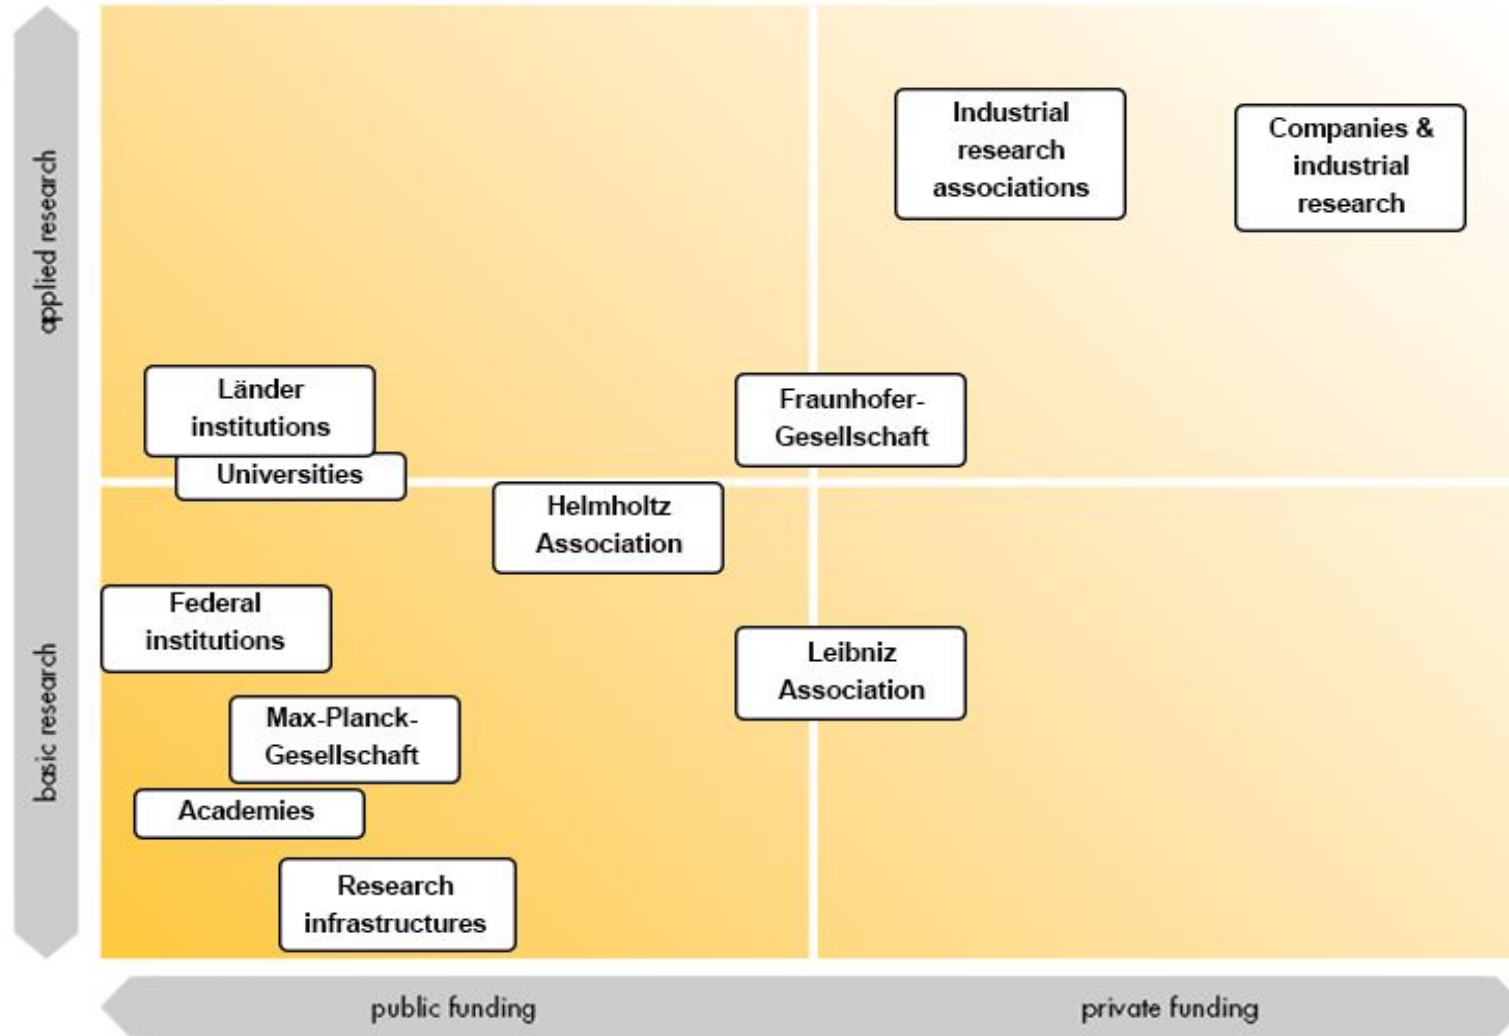 applied research
basic research
Industrial
research
associations
Companies &
industrial
research
Länder
institutions
Universities
Fraunhofer-
Gesellschaft
Helmholtz
Association
Federal
institutions
Leibniz
Association
Max-Planck-
Gesellschaft
Academies
Research
infrastructures
public funding
private funding